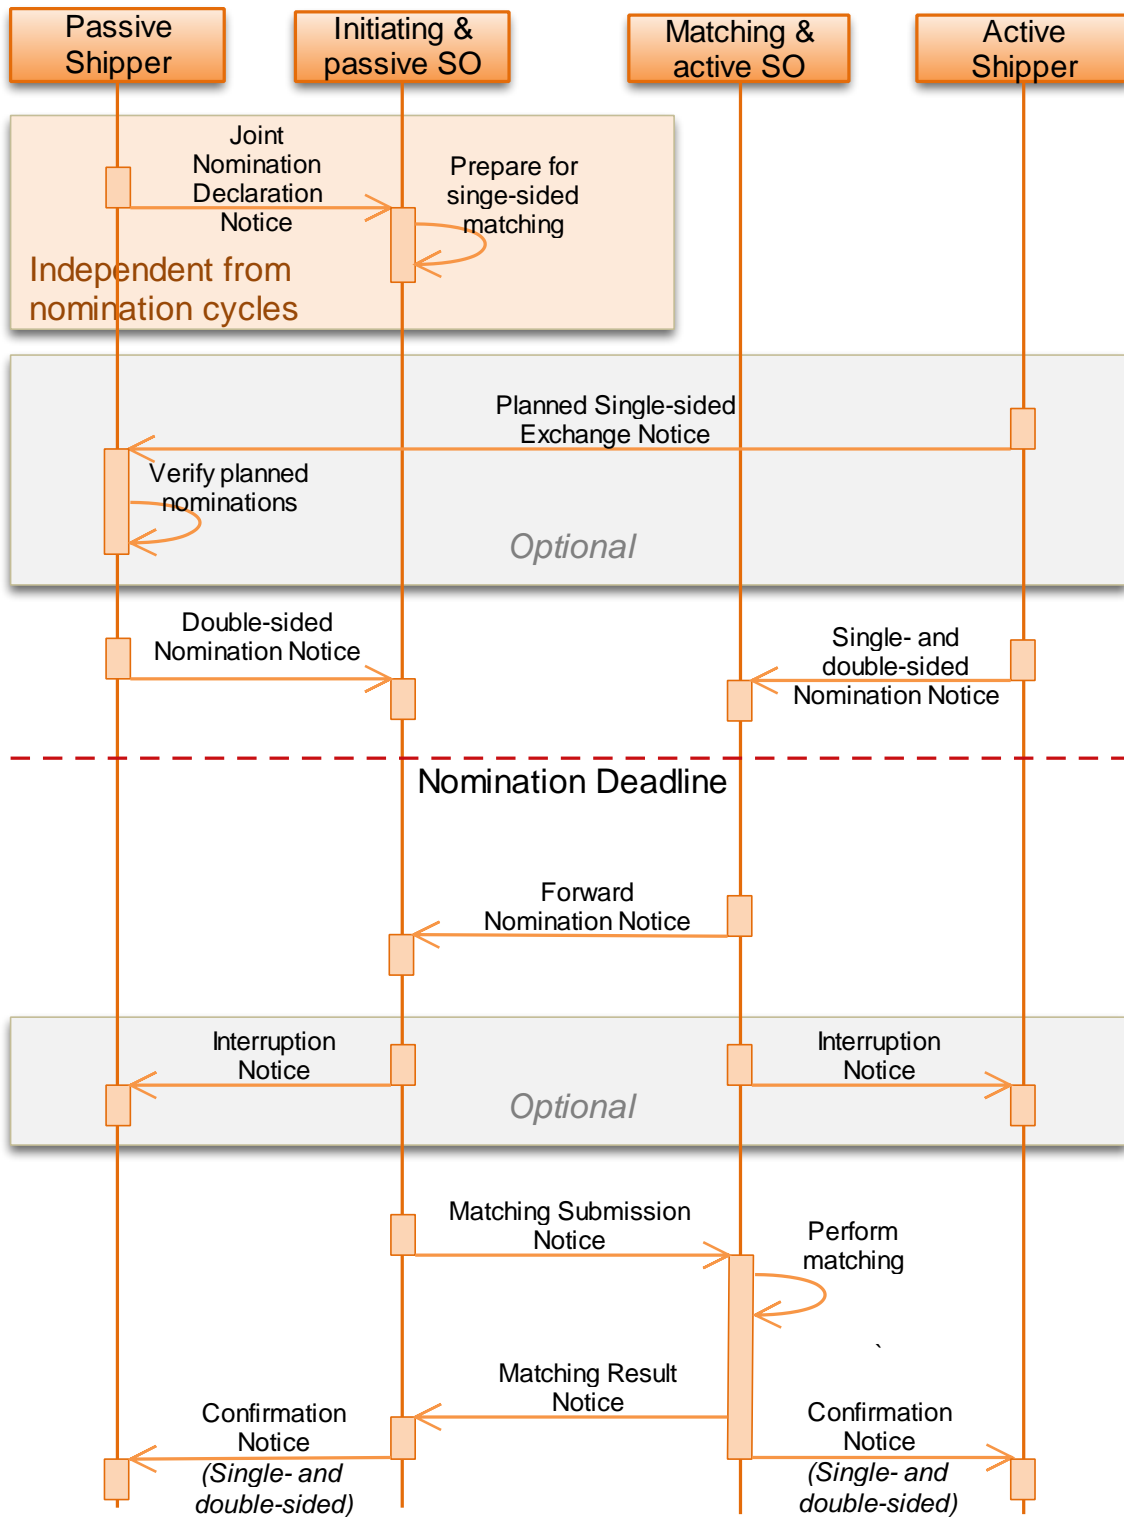 Passive
Shipper
Initiating &
passive SO
Matching &
active SO
Active
Shipper
Joint
Nomination
Declaration
Notice
Prepare for
singe-sided
matching
Independent from
nomination cycles
Planned Single-sided
Exchange Notice
Verify planned
nominations
Optional
Double-sided
Nomination Notice
Single- and
double-sided
Nomination Notice
Nomination Deadline
Forward
Nomination Notice
Interruption
Notice
Interruption
Notice
Optional
Matching Submission
Notice
Perform
matching
`
Matching Result
Notice
Confirmation
Notice
(Single- and
double-sided)
Confirmation
Notice
(Single- and
double-sided)